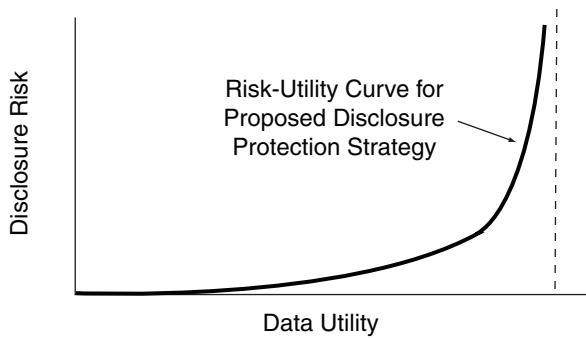 Disclosure Risk
Risk-Utility Curve for
Proposed Disclosure
Protection Strategy
Data Utility